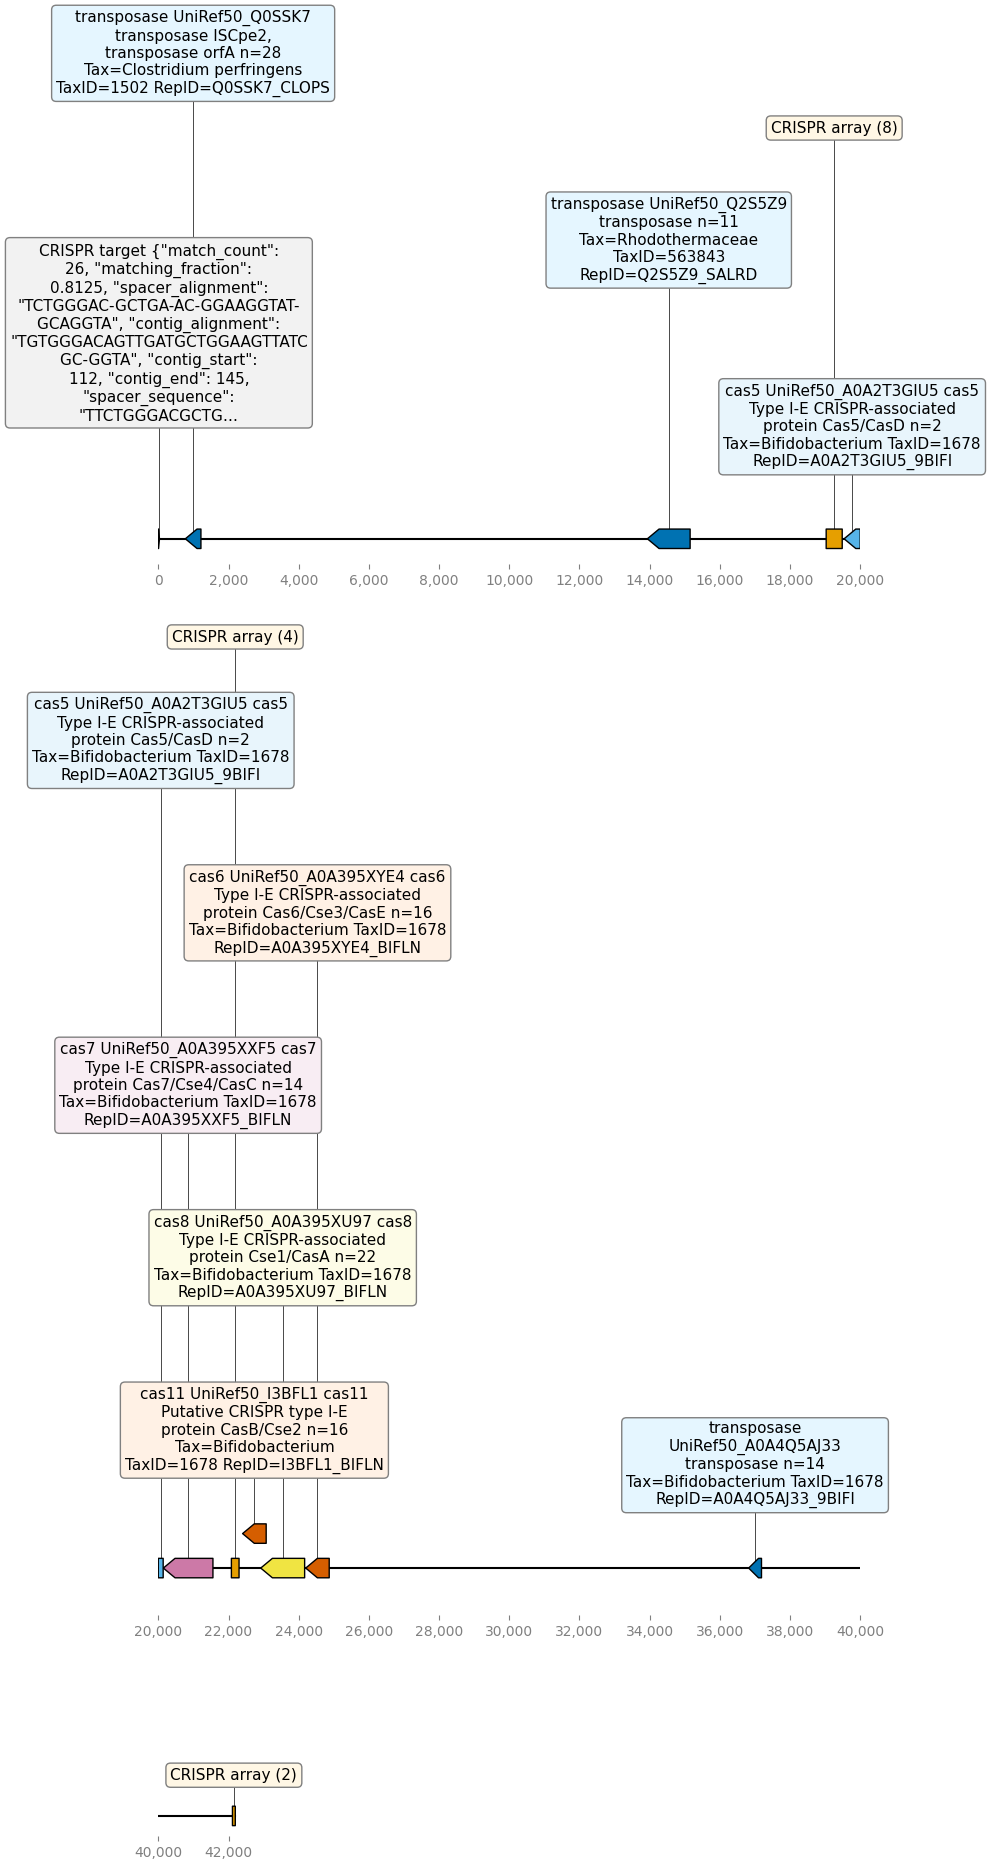 transposase UniRef50_Q0SSK7
transposase ISCpe2,
transposase orfA n=28
Tax=Clostridium perfringens
TaxID=1502 RepID=Q0SSK7_CLOPS
CRISPR array (8)
transposase UniRef50_Q2S5Z9
transposase n=11
Tax=Rhodothermaceae
TaxID=563843
RepID=Q2S5Z9_SALRD
CRISPR target {"match_count":
26, "matching_fraction":
0.8125, "spacer_alignment":
"TCTGGGAC-GCTGA-AC-GGAAGGTAT-
GCAGGTA", "contig_alignment":
"TGTGGGACAGTTGATGCTGGAAGTTATC
GC-GGTA", "contig_start":
112, "contig_end": 145,
"spacer_sequence":
"TTCTGGGACGCTG...
cas5 UniRef50_A0A2T3GIU5 cas5
Type I-E CRISPR-associated
protein Cas5/CasD n=2
Tax=Bifidobacterium TaxID=1678
RepID=A0A2T3GIU5_9BIFI
0 2,000 4,000 6,000 8,000 10,000 12,000 14,000 16,000 18,000 20,000
CRISPR array (4)
cas5 UniRef50_A0A2T3GIU5 cas5
Type I-E CRISPR-associated
protein Cas5/CasD n=2
Tax=Bifidobacterium TaxID=1678
RepID=A0A2T3GIU5_9BIFI
cas6 UniRef50_A0A395XYE4 cas6
Type I-E CRISPR-associated
protein Cas6/Cse3/CasE n=16
Tax=Bifidobacterium TaxID=1678
RepID=A0A395XYE4_BIFLN
cas7 UniRef50_A0A395XXF5 cas7
Type I-E CRISPR-associated
protein Cas7/Cse4/CasC n=14
Tax=Bifidobacterium TaxID=1678
RepID=A0A395XXF5_BIFLN
cas8 UniRef50_A0A395XU97 cas8
Type I-E CRISPR-associated
protein Cse1/CasA n=22
Tax=Bifidobacterium TaxID=1678
RepID=A0A395XU97_BIFLN
cas11 UniRef50_I3BFL1 cas11
Putative CRISPR type I-E
protein CasB/Cse2 n=16
Tax=Bifidobacterium
TaxID=1678 RepID=I3BFL1_BIFLN
transposase
UniRef50_A0A4Q5AJ33
transposase n=14
Tax=Bifidobacterium TaxID=1678
RepID=A0A4Q5AJ33_9BIFI
20,000 22,000 24,000 26,000 28,000 30,000 32,000 34,000 36,000 38,000 40,000
CRISPR array (2)
40,000 42,000